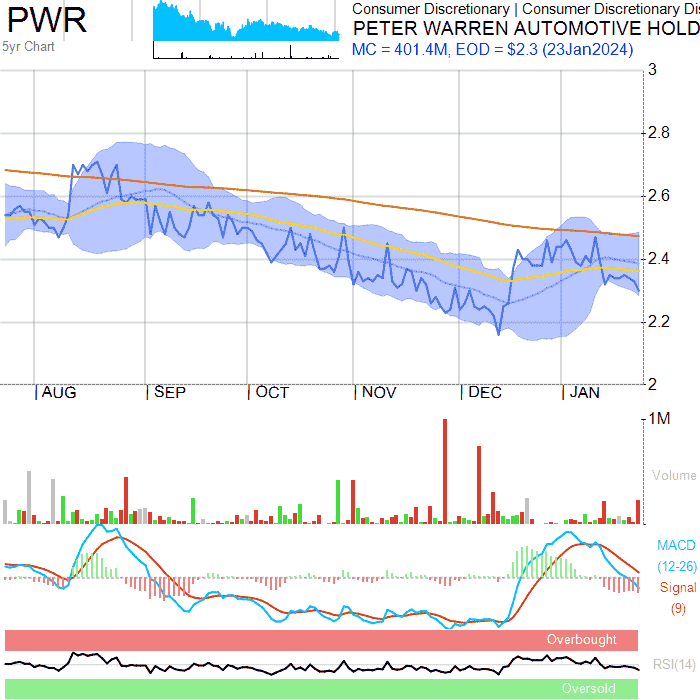 PWR
5yr Chart
Consumer Discretionary | Consumer Discretionary Dis
PETER WARREN AUTOMOTIVE HOLD
MC = 401.4M, EOD = $2.3 (23Jan2024)
3
2.8
2.6
2.4
2.2
2
AUG SEP OCT NOV DEC JAN
1M
Volume
MACD
(12-26)
Signal
(9)
Overbought
RSI(14)
Oversold